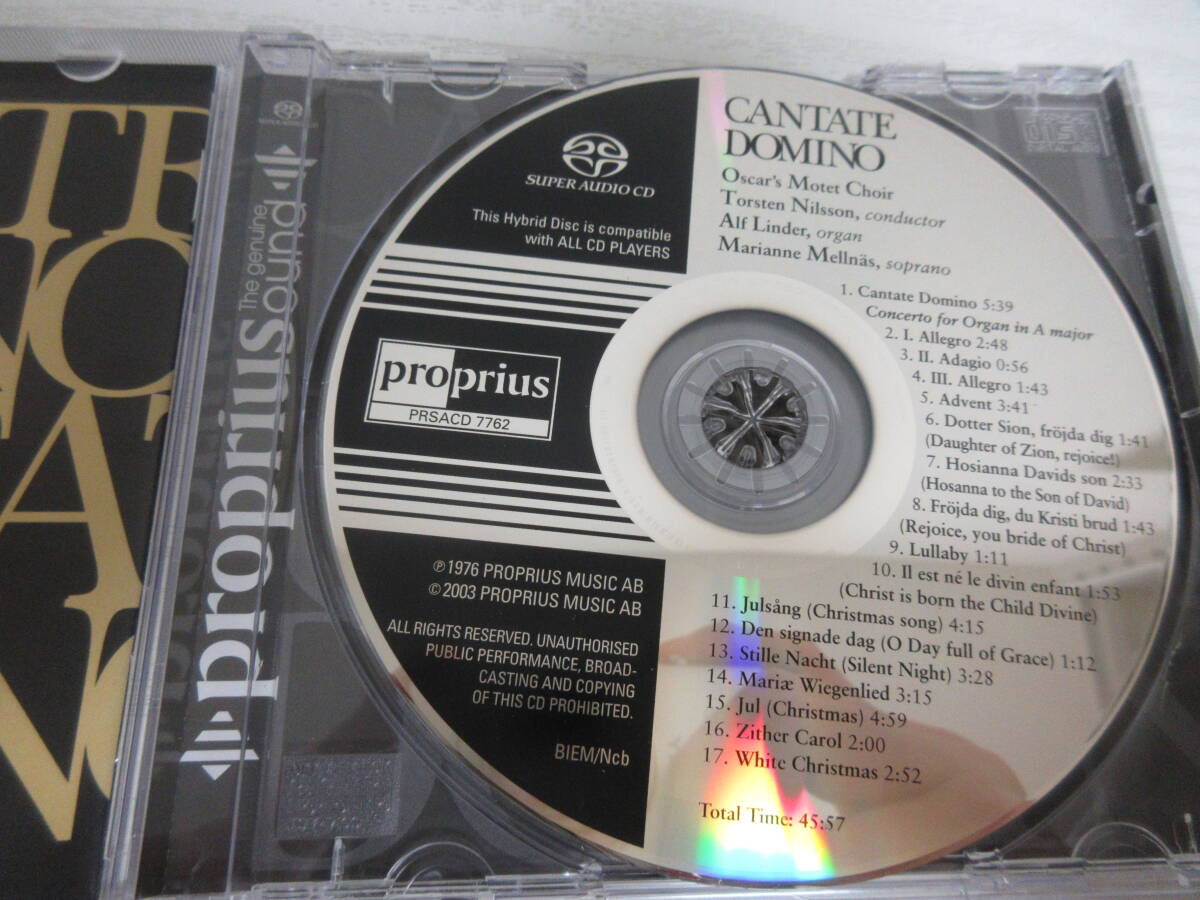 TE
NO
AT
A
NO
SUPER AUDIO CD
proprius
The genuine
sound
SUPER AUDIO CD
This Hybrid Disc is compatible
with ALL CD PLAYERS
proprius
PRSACD 7762
℗ 1976 PROPRIUS MUSIC AB
© 2003 PROPRIUS MUSIC AB
ALL RIGHTS RESERVED. UNAUTHORISED
PUBLIC PERFORMANCE, BROAD-
CASTING AND COPYING
OF THIS CD PROHIBITED.
BIEM/Ncb
CANTATE
DOMINO
Oscar's Motet Choir
Torsten Nilsson, conductor
Alf Linder, organ
Marianne Mellnäs, soprano
1. Cantate Domino 5:39
Concerto for Organ in A major
2. I. Allegro 2:48
3. II. Adagio 0:56
4. III. Allegro 1:43
5. Advent 3:41
6. Dotter Sion, fröjda dig 1:41
(Daughter of Zion, rejoice!)
7. Hosianna Davids son 2:33
(Hosanna to the Son of David)
8. Fröjda dig, du Kristi brud 1:43
(Rejoice, you bride of Christ)
9. Lullaby 1:11
10. Il est né le divin enfant 1:53
(Christ is born the Child Divine)
11. Julsång (Christmas song) 4:15
12. Den signade dag (O Day full of Grace) 1:12
13. Stille Nacht (Silent Night) 3:28
14. Mariæ Wiegenlied 3:15
15. Jul (Christmas) 4:59
16. Zither Carol 2:00
17. White Christmas 2:52
Total Time: 45:57
disc